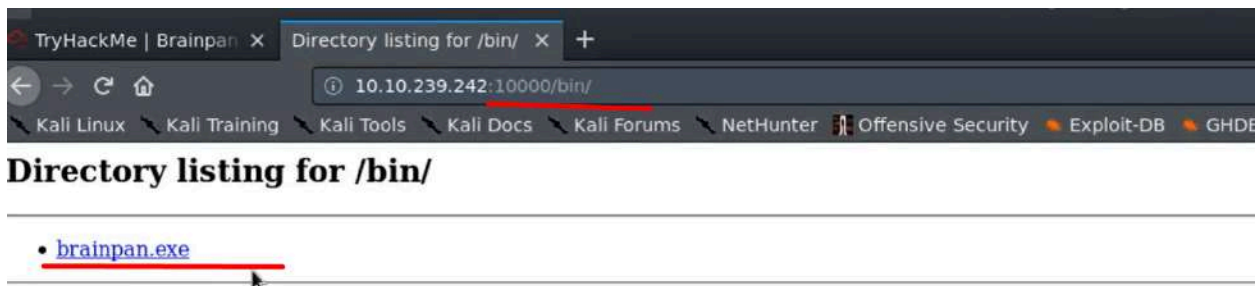 TryHackMe | Brainpan Directory listing for /bin/
10.10.239.242:10000/bin/
Kali Linux Kali Training Kali Tools Kali Docs Kali Forums NetHunter Offensive Security Exploit-DB GHDB
Directory listing for /bin/
• brainpan.exe